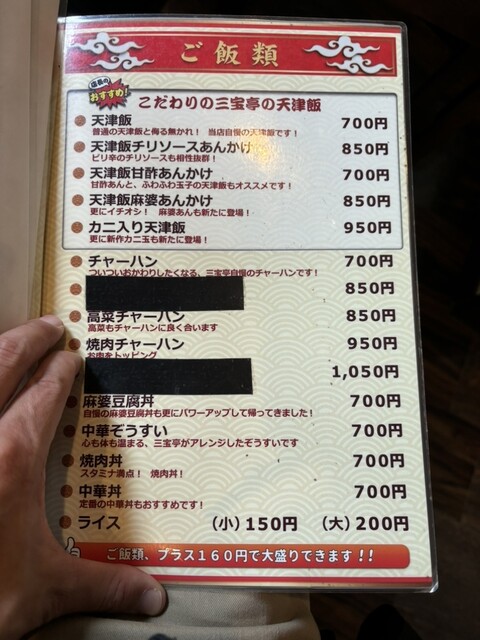 ご飯類
店長の
おすすめ!
こだわりの三宝亭の天津飯
天津飯 700円
普通の天津飯と侮る無かれ! 当店自慢の天津飯です!
天津飯チリソースあんかけ 850円
ピリ辛のチリソースも相性抜群!
天津飯甘酢あんかけ 700円
甘酢あんと、ふわふわ玉子の天津飯もオススメです!
天津飯麻婆あんかけ 850円
更にイチオシ! 麻婆あんも新たに登場!
カニ入り天津飯 950円
更に新作カニ玉も新たに登場!
チャーハン 700円
ついついおかわりしたくなる、三宝亭自慢のチャーハンです!
850円
高菜チャーハン 850円
高菜もチャーハンに良く合います
焼肉チャーハン 950円
お肉をトッピング
1,050円
麻婆豆腐丼 700円
自慢の麻婆豆腐丼も更にパワーアップして帰ってきました!
中華ぞうすい 700円
心も体も温まる、三宝亭がアレンジしたぞうすいです
焼肉丼 700円
スタミナ満点! 焼肉丼!
中華丼 700円
定番の中華丼もおすすめです!
ライス (小)150円 (大)200円
ご飯類、プラス160円で大盛りできます!!